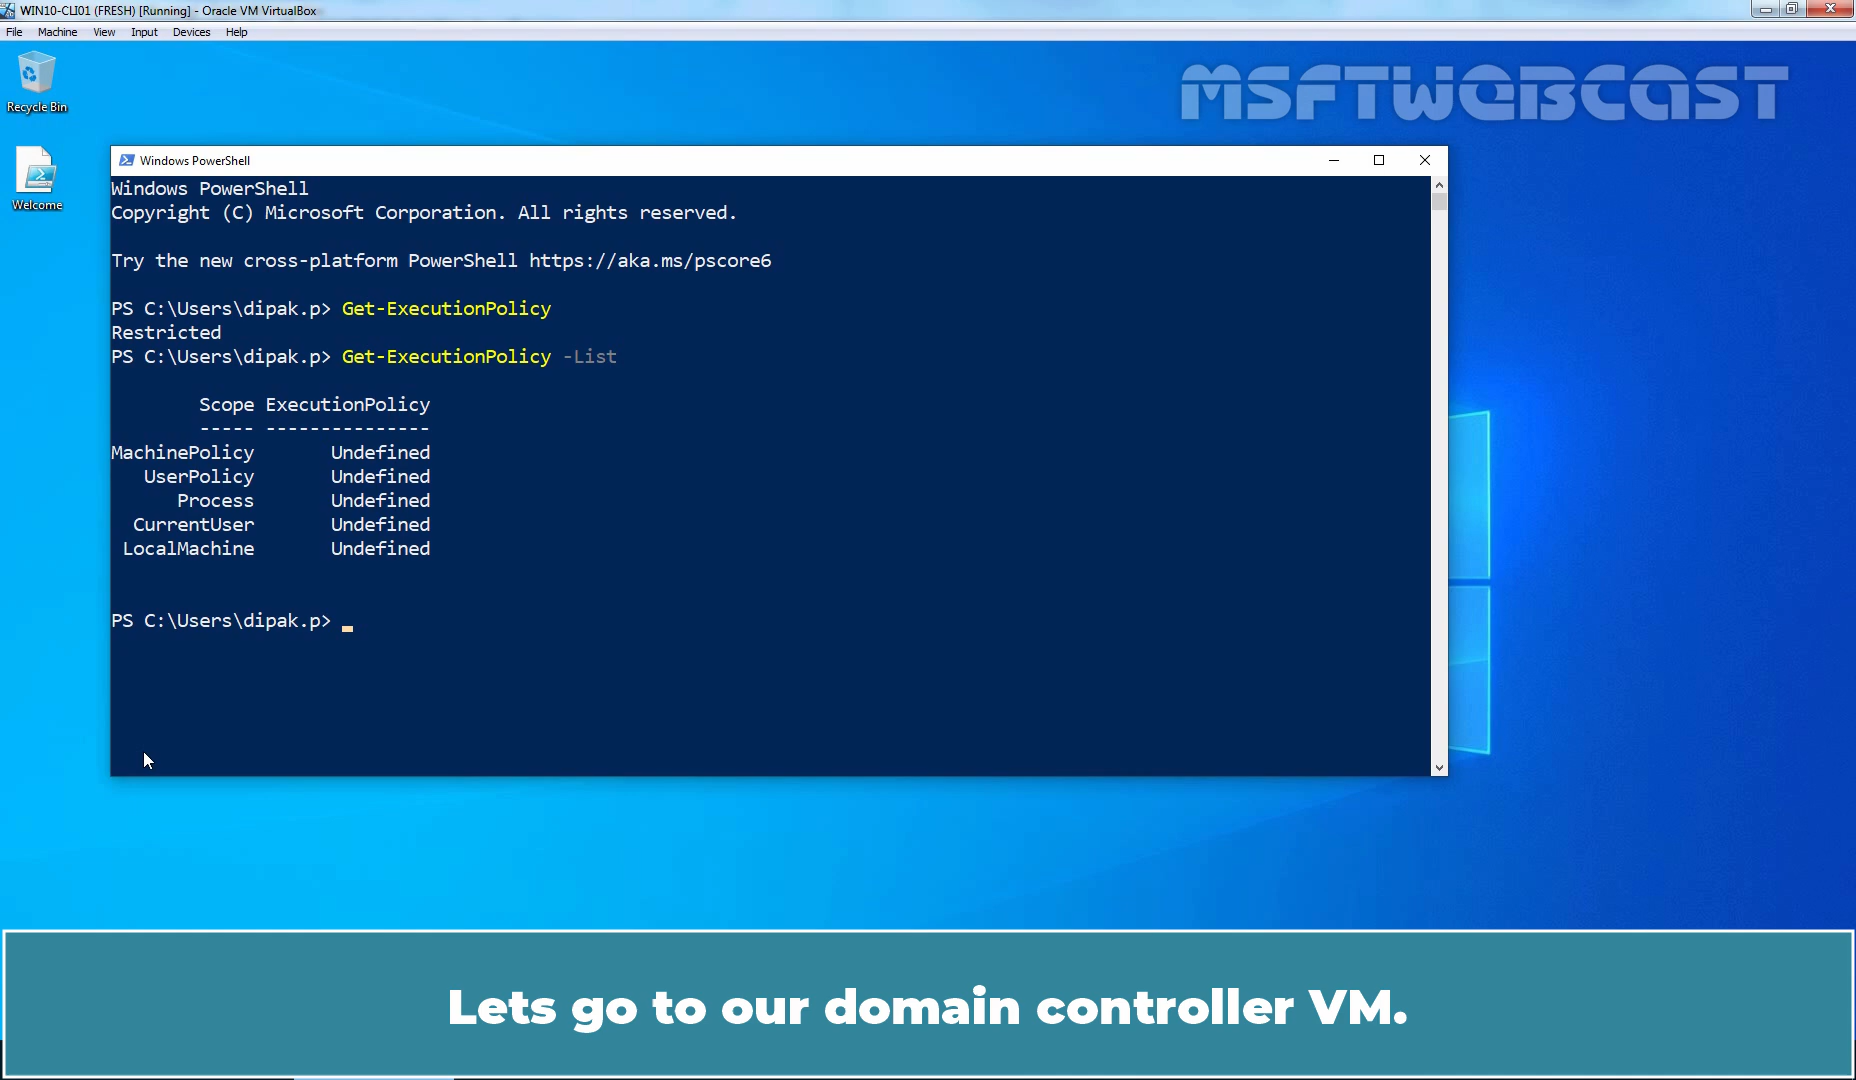 WIN10-CLI01 (FRESH) [Running] - Oracle VM VirtualBox
File Machine View Input Devices Help
MSFTWEBCAST
Recycle Bin
Welcome
Windows PowerShell
Windows PowerShell
Copyright (C) Microsoft Corporation. All rights reserved.
Try the new cross-platform PowerShell https://aka.ms/pscore6
PS C:\Users\dipak.p> Get-ExecutionPolicy
Restricted
PS C:\Users\dipak.p> Get-ExecutionPolicy -List
Scope ExecutionPolicy
----- ---------------
MachinePolicy Undefined
UserPolicy Undefined
Process Undefined
CurrentUser Undefined
LocalMachine Undefined
PS C:\Users\dipak.p> _
Lets go to our domain controller VM.